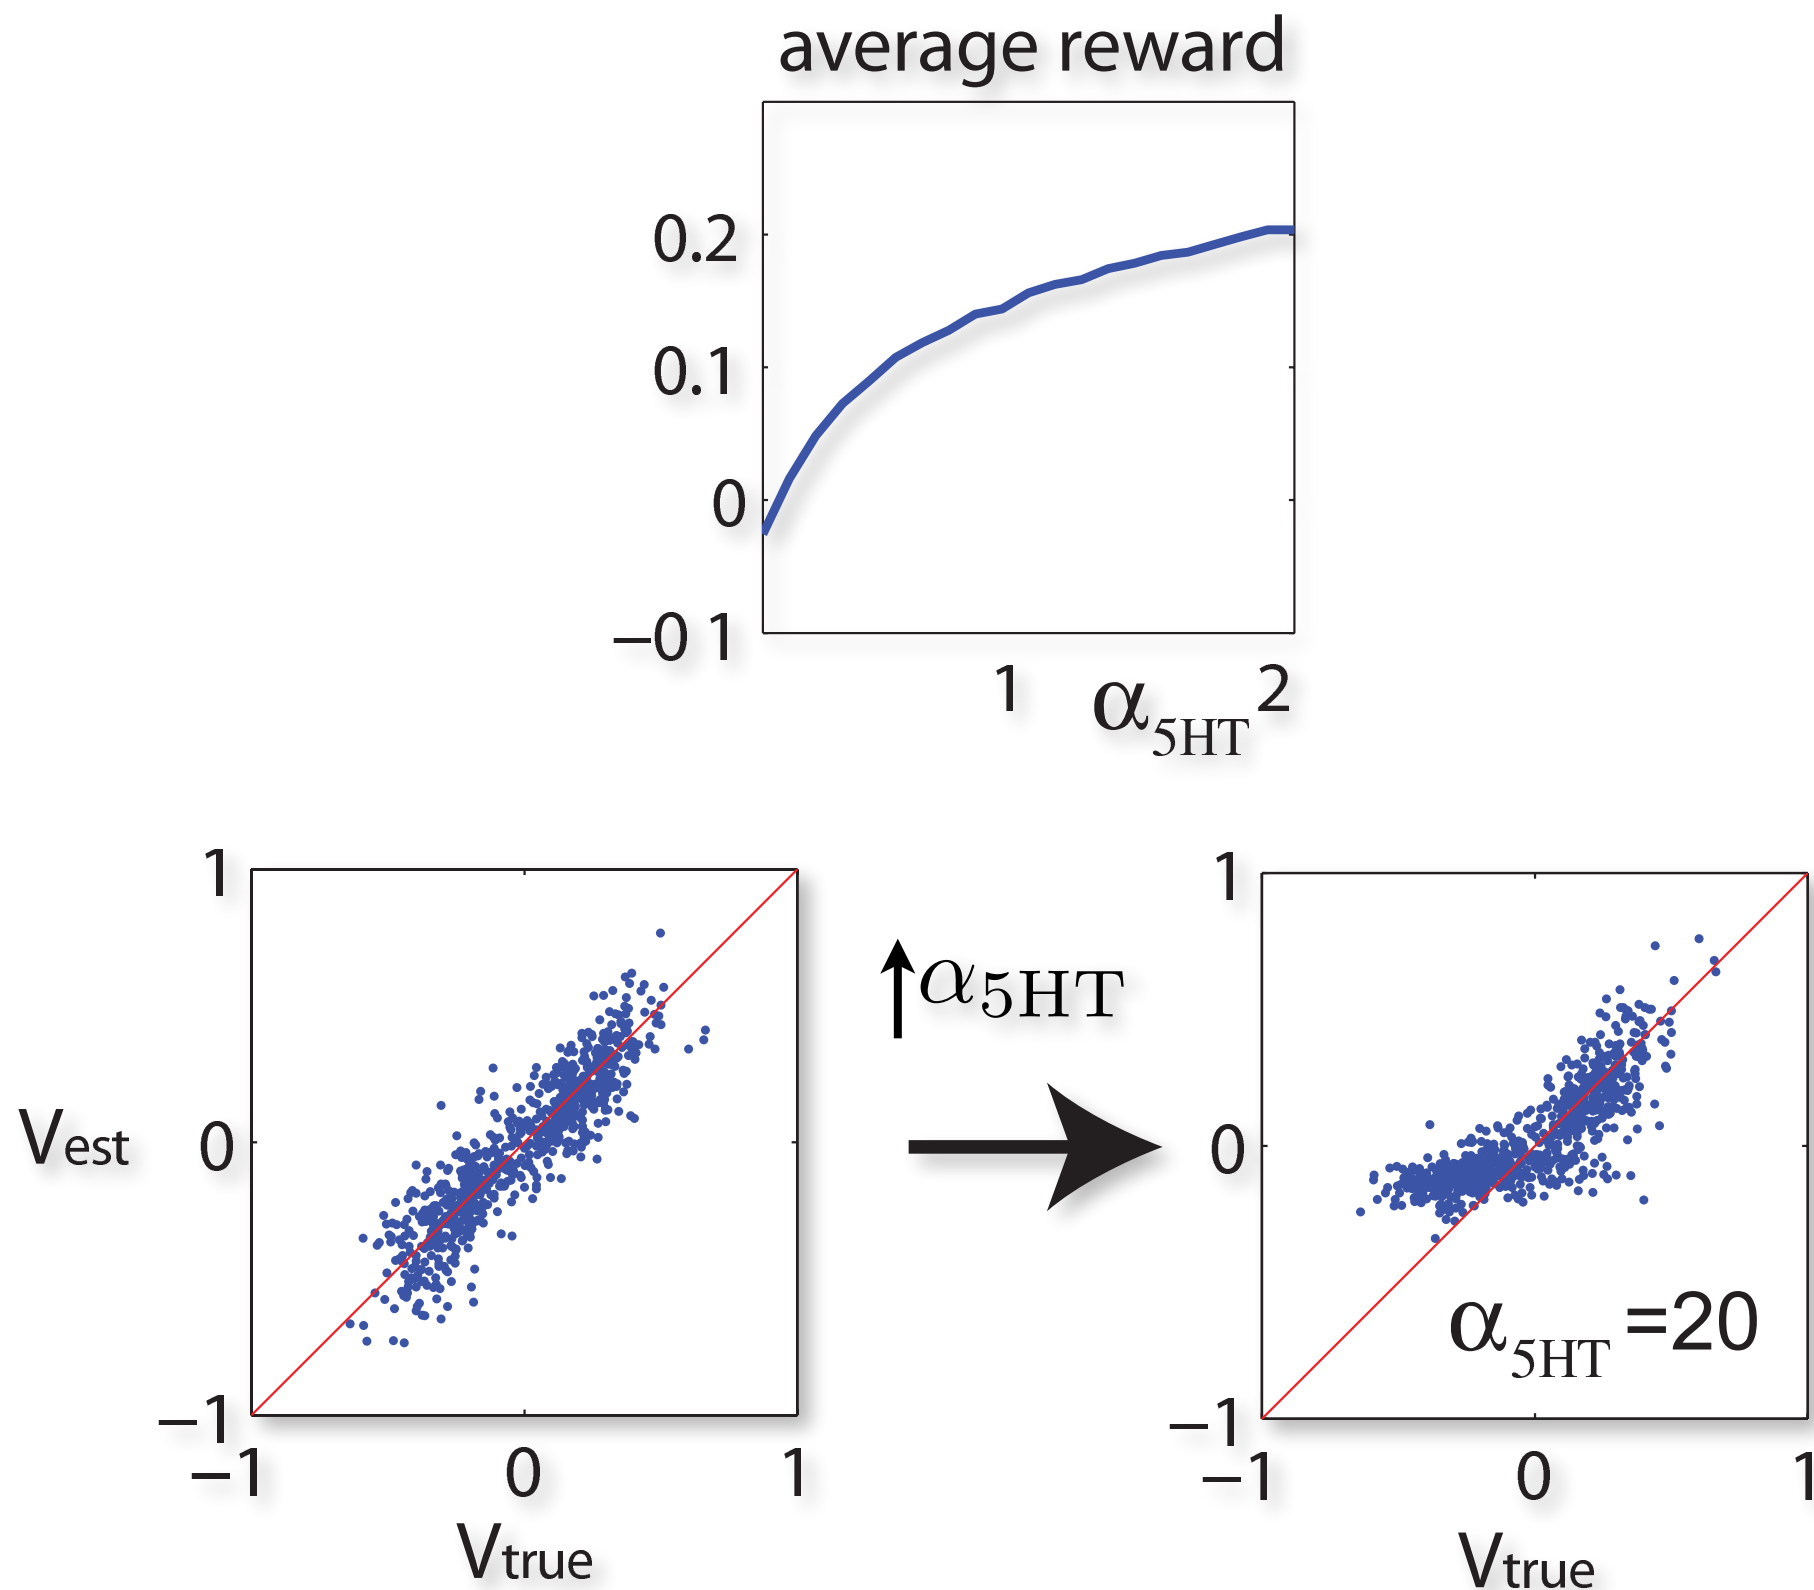 average reward
0.2
0.1
0
–0 1
1 α5HT 2
1
Vest 0
–1
–1 0 1
Vtrue
↑α5HT
1
0
–1
α5HT =20
–1 0 1
Vtrue